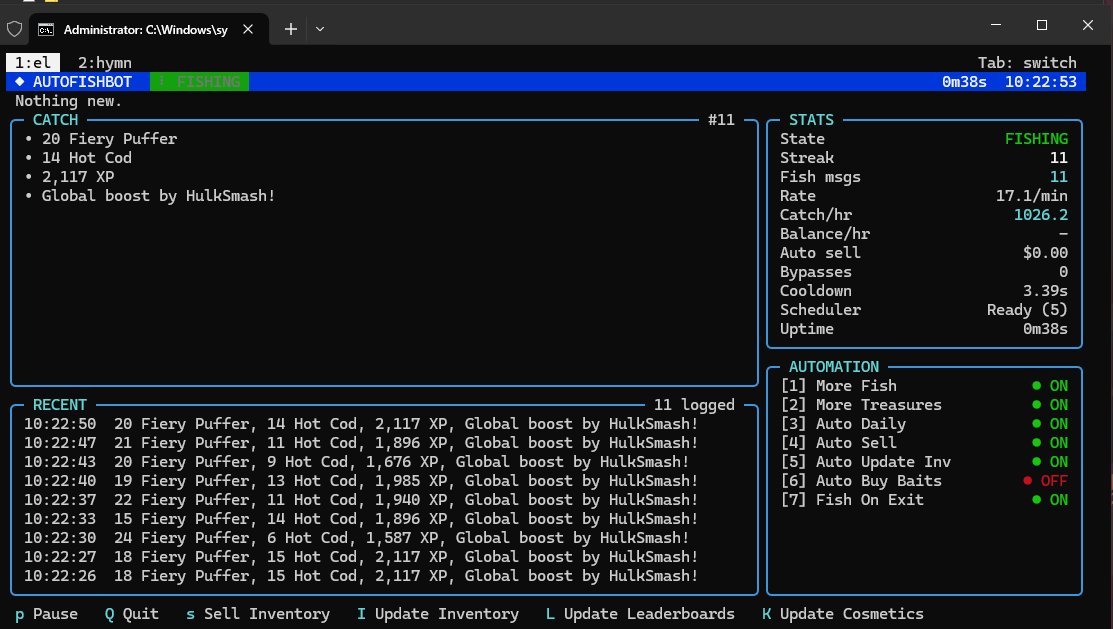 Administrator: C:\Windows\sy
1:el 2:hymn Tab: switch
◆ AUTOFISHBOT FISHING 0m38s 10:22:53
Nothing new.
CATCH #11
• 20 Fiery Puffer
• 14 Hot Cod
• 2,117 XP
• Global boost by HulkSmash!
STATS
State FISHING
Streak 11
Fish msgs 11
Rate 17.1/min
Catch/hr 1026.2
Balance/hr —
Auto sell $0.00
Bypasses 0
Cooldown 3.39s
Scheduler Ready (5)
Uptime 0m38s
RECENT 11 logged
10:22:50 20 Fiery Puffer, 14 Hot Cod, 2,117 XP, Global boost by HulkSmash!
10:22:47 21 Fiery Puffer, 11 Hot Cod, 1,896 XP, Global boost by HulkSmash!
10:22:43 20 Fiery Puffer, 9 Hot Cod, 1,676 XP, Global boost by HulkSmash!
10:22:40 19 Fiery Puffer, 13 Hot Cod, 1,985 XP, Global boost by HulkSmash!
10:22:37 22 Fiery Puffer, 11 Hot Cod, 1,940 XP, Global boost by HulkSmash!
10:22:33 15 Fiery Puffer, 14 Hot Cod, 1,896 XP, Global boost by HulkSmash!
10:22:30 24 Fiery Puffer, 6 Hot Cod, 1,587 XP, Global boost by HulkSmash!
10:22:27 18 Fiery Puffer, 15 Hot Cod, 2,117 XP, Global boost by HulkSmash!
10:22:26 18 Fiery Puffer, 15 Hot Cod, 2,117 XP, Global boost by HulkSmash!
AUTOMATION
[1] More Fish ● ON
[2] More Treasures ● ON
[3] Auto Daily ● ON
[4] Auto Sell ● ON
[5] Auto Update Inv ● ON
[6] Auto Buy Baits ● OFF
[7] Fish On Exit ● ON
p Pause Q Quit s Sell Inventory I Update Inventory L Update Leaderboards K Update Cosmetics